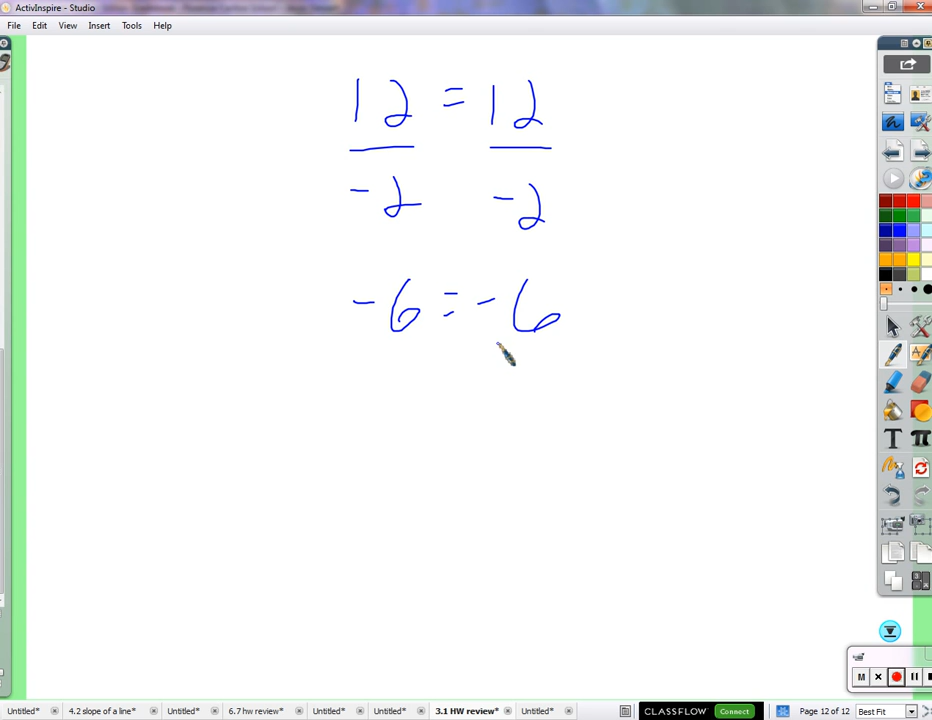 ActivInspire - Studio
File Edit View Insert Tools Help
12 = 12
-2 -2
-6 = -6
M
Untitled* 4.2 slope of a line* Untitled* 6.7 hw review* Untitled* Untitled* 3.1 HW review* Untitled* CLASSFLOW Connect Page 12 of 12 Best Fit